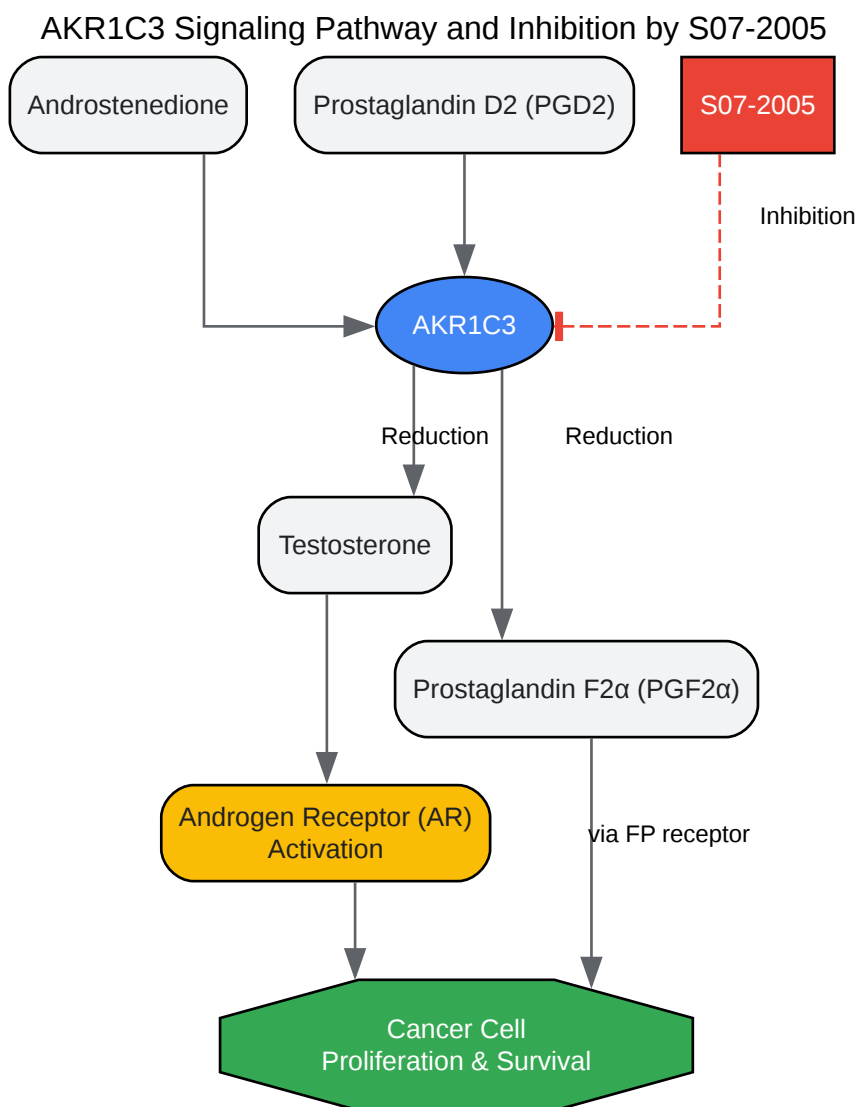 AKR1C3 Signaling Pathway and Inhibition by S07-2005
Androstenedione
Prostaglandin D2 (PGD2)
S07-2005
Inhibition
AKR1C3
Reduction
Reduction
Testosterone
Prostaglandin F2α (PGF2α)
Androgen Receptor (AR)
Activation
via FP receptor
Cancer Cell
Proliferation & Survival